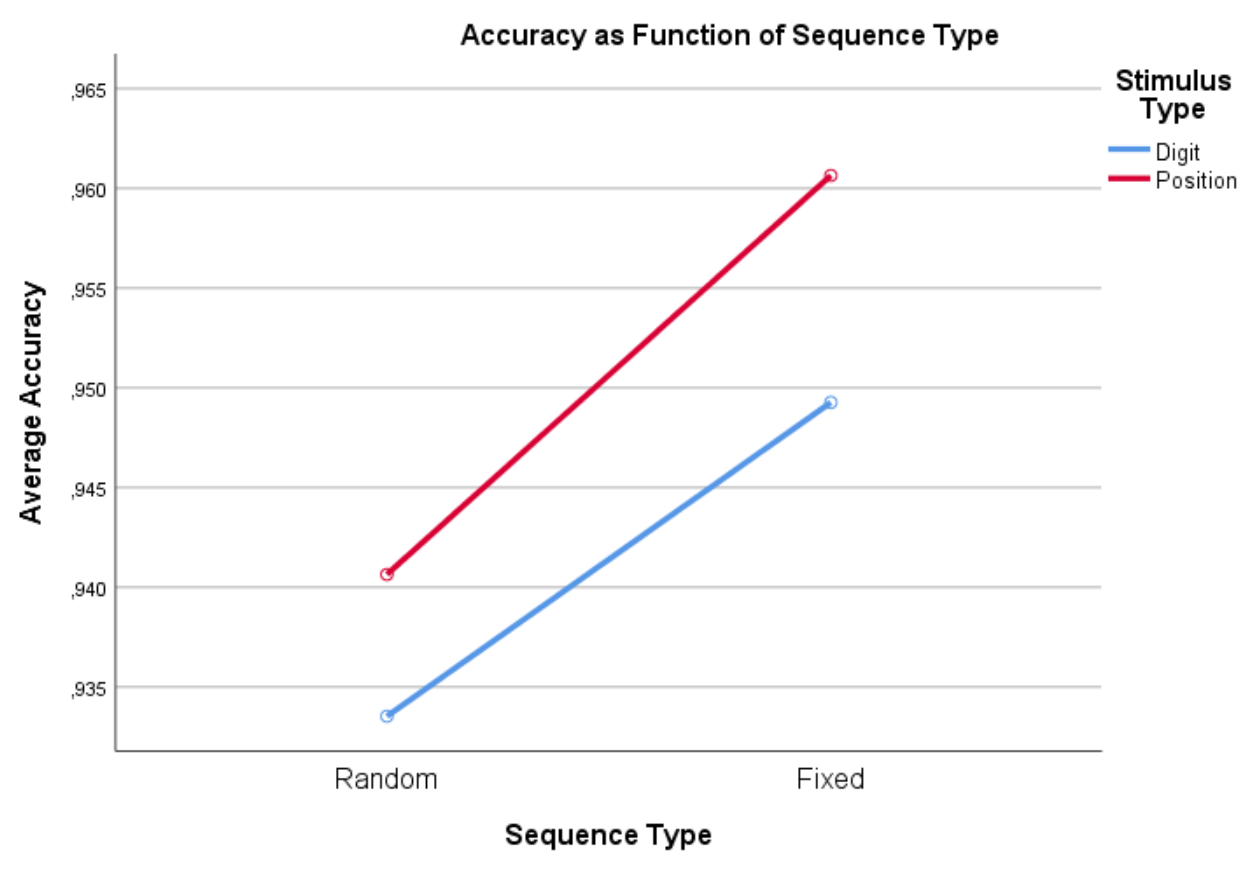 Accuracy as Function of Sequence Type
Stimulus
Type
Digit
Position
,965
,960
,955
,950
,945
,940
,935
Average Accuracy
Random
Fixed
Sequence Type